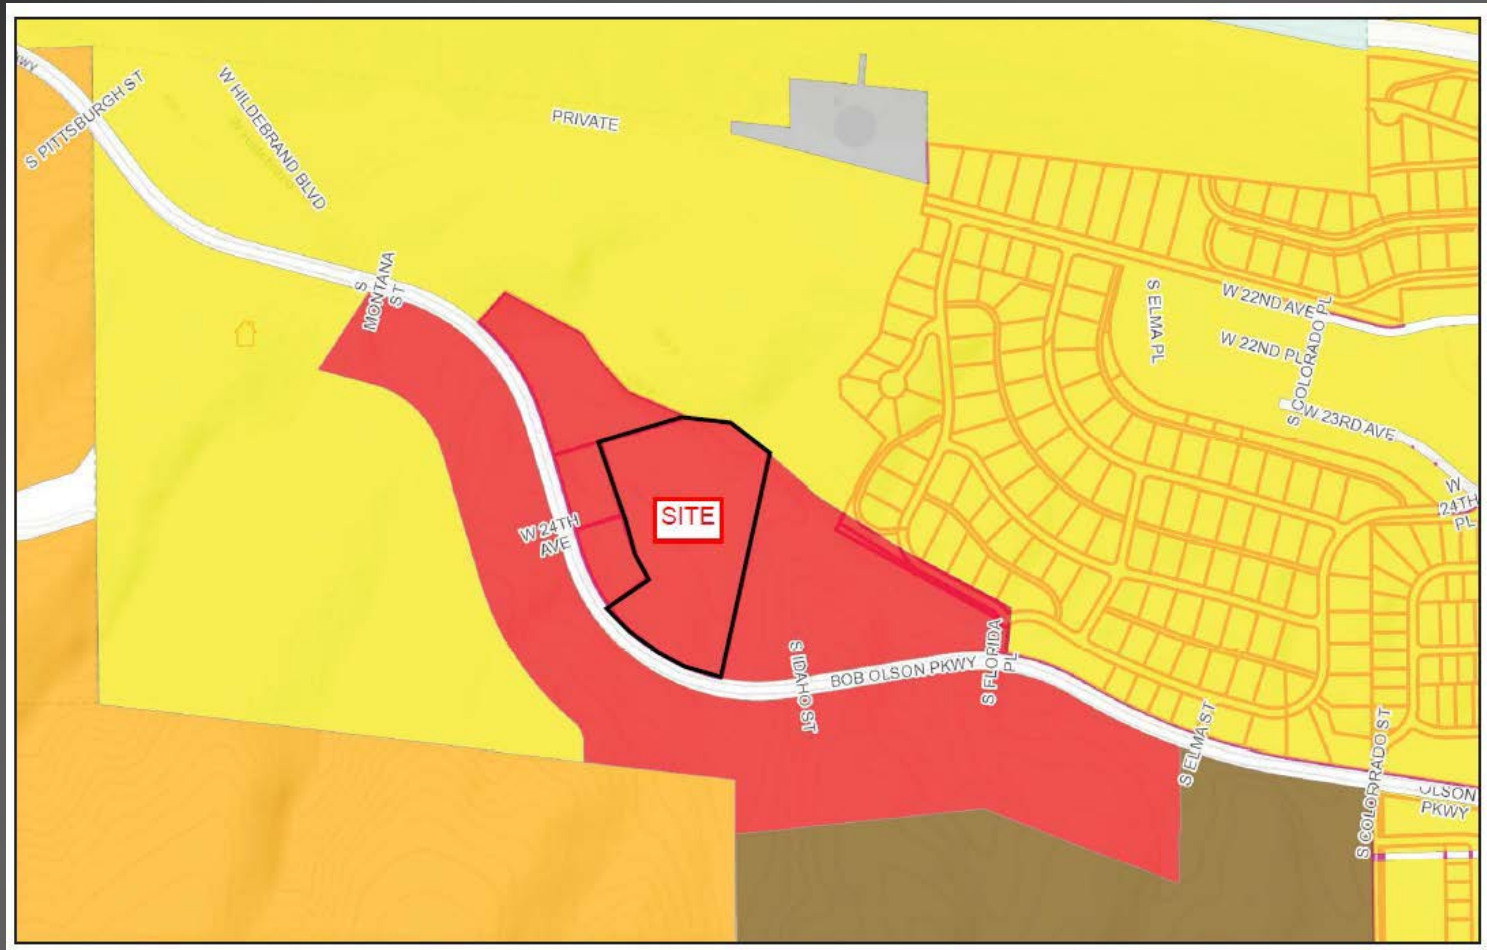 KWY
S PITTSBURGH ST
W HILDEBRAND BLVD
PRIVATE
S
MONTANA
ST
S ELMA PL
W 22ND AVE
W 22ND PL
S COLORADO PL
W 23RD AVE
W
24TH
PL
SITE
W 24TH
AVE
S IDAHO ST
BOB OLSON PKWY
S FLORIDA
PL
S ELMA ST
S COLORADO ST
OLSON
PKWY